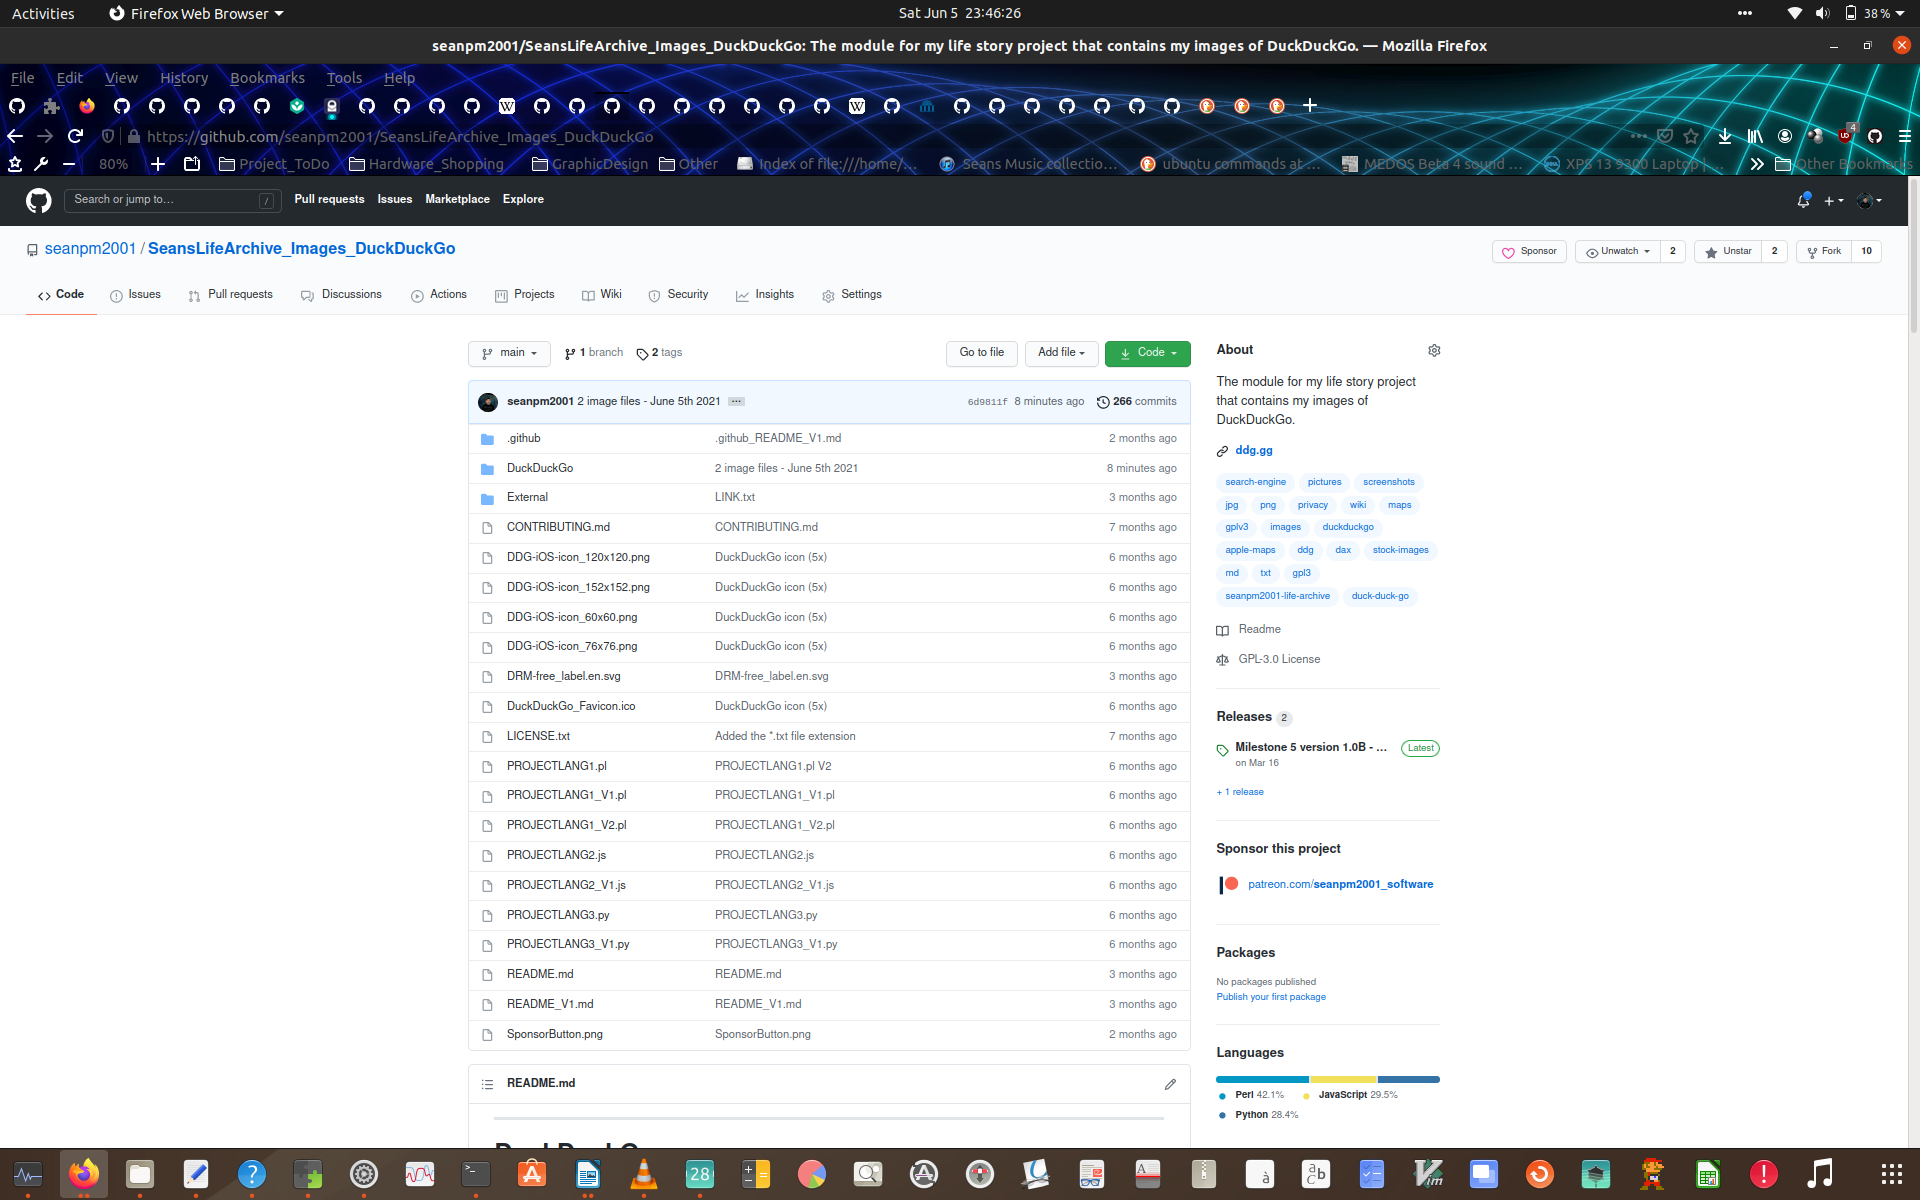 Activities
Firefox Web Browser
Sat Jun 5 23:46:26
38 %
seanpm2001/SeansLifeArchive_Images_DuckDuckGo: The module for my life story project that contains my images of DuckDuckGo. — Mozilla Firefox
File Edit View History Bookmarks Tools Help
https://github.com/seanpm2001/SeansLifeArchive_Images_DuckDuckGo
4
80%
Project_ToDo
Hardware_Shopping
GraphicDesign
Other
Index of file:///home/...
Seans Music collectio...
ubuntu commands at ...
MEDOS Beta 4 sound ...
XPS 13 9300 Laptop | ...
Other Bookmarks
Search or jump to...
/
Pull requests
Issues
Marketplace
Explore
seanpm2001 / SeansLifeArchive_Images_DuckDuckGo
Sponsor
Unwatch
2
Unstar
2
Fork
10
Code
Issues
Pull requests
Discussions
Actions
Projects
Wiki
Security
Insights
Settings
main
1 branch
2 tags
Go to file
Add file
Code
seanpm2001 2 image files - June 5th 2021 ...
6d9811f 8 minutes ago
266 commits
.github .github_README_V1.md 2 months ago
DuckDuckGo 2 image files - June 5th 2021 8 minutes ago
External LINK.txt 3 months ago
CONTRIBUTING.md CONTRIBUTING.md 7 months ago
DDG-iOS-icon_120x120.png DuckDuckGo icon (5x) 6 months ago
DDG-iOS-icon_152x152.png DuckDuckGo icon (5x) 6 months ago
DDG-iOS-icon_60x60.png DuckDuckGo icon (5x) 6 months ago
DDG-iOS-icon_76x76.png DuckDuckGo icon (5x) 6 months ago
DRM-free_label.en.svg DRM-free_label.en.svg 3 months ago
DuckDuckGo_Favicon.ico DuckDuckGo icon (5x) 6 months ago
LICENSE.txt Added the *.txt file extension 7 months ago
PROJECTLANG1.pl PROJECTLANG1.pl V2 6 months ago
PROJECTLANG1_V1.pl PROJECTLANG1_V1.pl 6 months ago
PROJECTLANG1_V2.pl PROJECTLANG1_V2.pl 6 months ago
PROJECTLANG2.js PROJECTLANG2.js 6 months ago
PROJECTLANG2_V1.js PROJECTLANG2_V1.js 6 months ago
PROJECTLANG3.py PROJECTLANG3.py 6 months ago
PROJECTLANG3_V1.py PROJECTLANG3_V1.py 6 months ago
README.md README.md 3 months ago
README_V1.md README_V1.md 3 months ago
SponsorButton.png SponsorButton.png 2 months ago
README.md
About
The module for my life story project
that contains my images of
DuckDuckGo.
ddg.gg
search-engine pictures screenshots
jpg png privacy wiki maps
gplv3 images duckduckgo
apple-maps ddg dax stock-images
md txt gpl3
seanpm2001-life-archive duck-duck-go
Readme
GPL-3.0 License
Releases 2
Milestone 5 version 1.0B - ... Latest
on Mar 16
+ 1 release
Sponsor this project
patreon.com/seanpm2001_software
Packages
No packages published
Publish your first package
Languages
Perl 42.1% JavaScript 29.5%
Python 28.4%
28